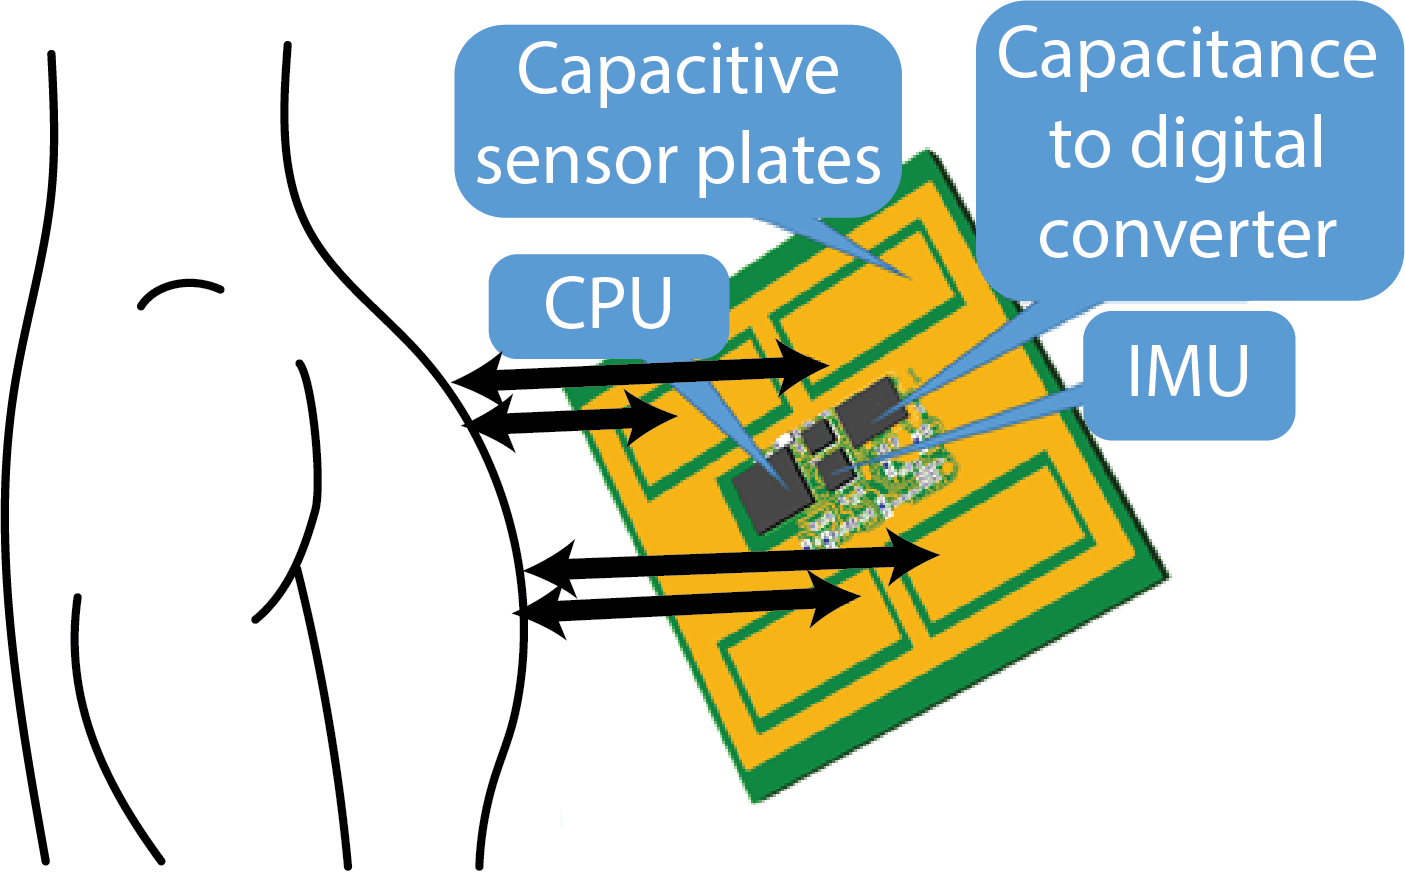 Capacitive
sensor plates
Capacitance
to digital
converter
CPU
IMU